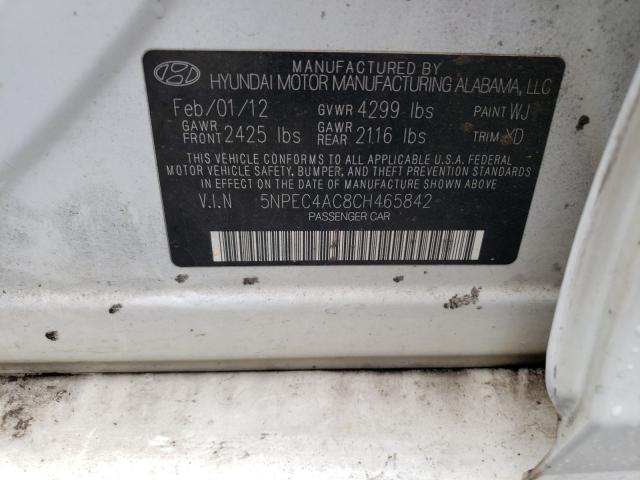 MANUFACTURED BY
HYUNDAI MOTOR MANUFACTURING ALABAMA, LLC
Feb/01/12 GVWR 4299 lbs PAINT WJ
GAWR FRONT 2425 lbs GAWR REAR 2116 lbs TRIM YD
THIS VEHICLE CONFORMS TO ALL APPLICABLE U.S.A. FEDERAL
MOTOR VEHICLE SAFETY, BUMPER, AND THEFT PREVENTION
STANDARDS IN EFFECT ON THE DATE OF MANUFACTURE SHOWN ABOVE
V.I.N 5NPEC4AC8CH465842
PASSENGER CAR